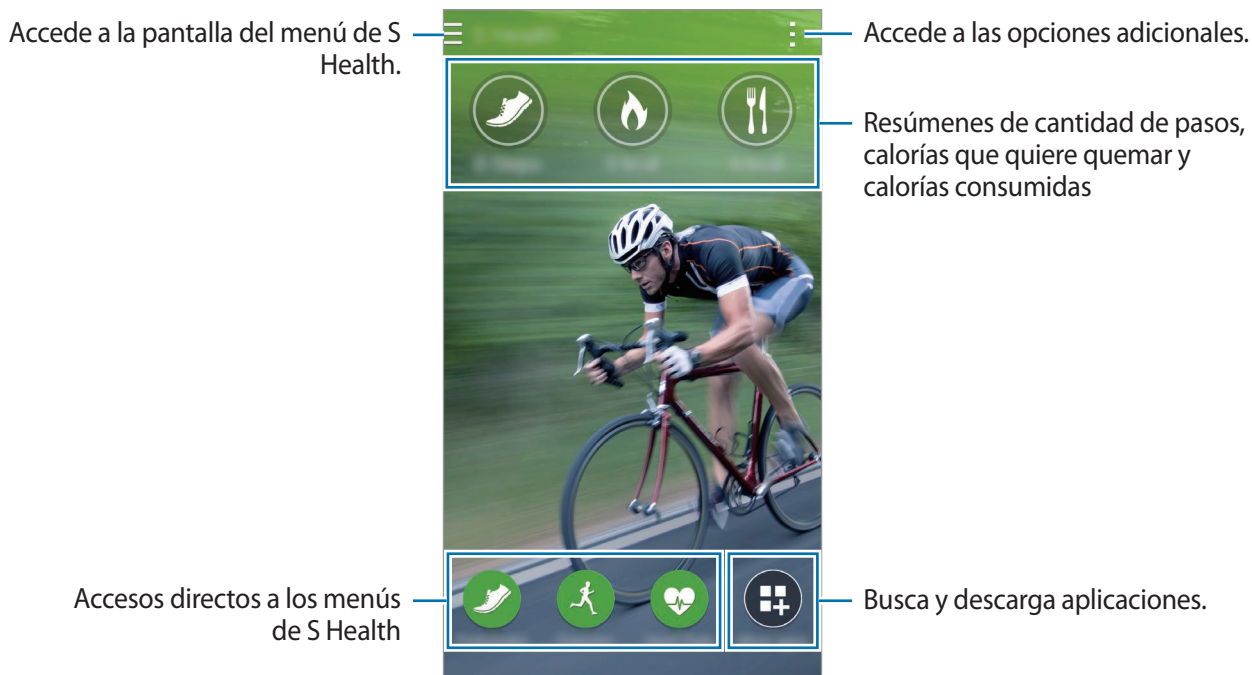 Accede a la pantalla del menú de S
Health.
Accede a las opciones adicionales.
Resúmenes de cantidad de pasos,
calorías que quiere quemar y
calorías consumidas
Accesos directos a los menús
de S Health
Busca y descarga aplicaciones.